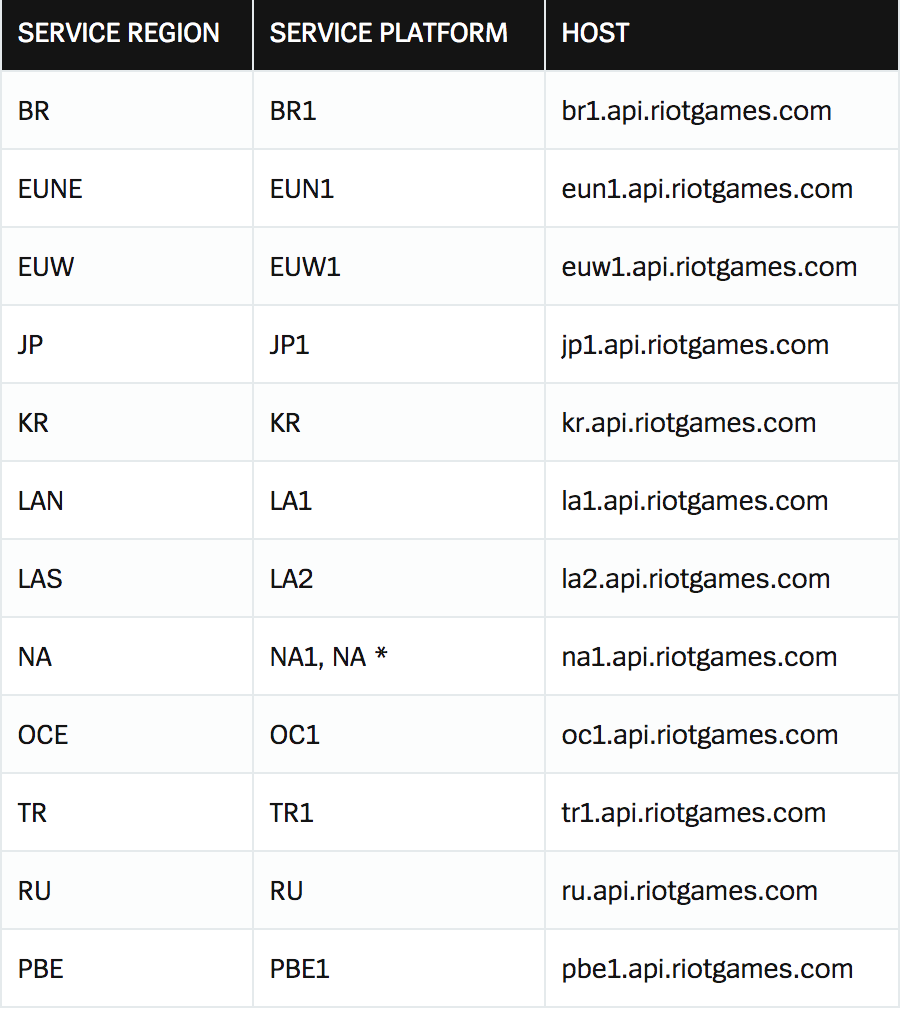 SERVICE REGION SERVICE PLATFORM HOST
BR BR1 br1.api.riotgames.com
EUNE EUN1 eun1.api.riotgames.com
EUW EUW1 euw1.api.riotgames.com
JP JP1 jp1.api.riotgames.com
KR KR kr.api.riotgames.com
LAN LA1 la1.api.riotgames.com
LAS LA2 la2.api.riotgames.com
NA NA1, NA * na1.api.riotgames.com
OCE OC1 oc1.api.riotgames.com
TR TR1 tr1.api.riotgames.com
RU RU ru.api.riotgames.com
PBE PBE1 pbe1.api.riotgames.com